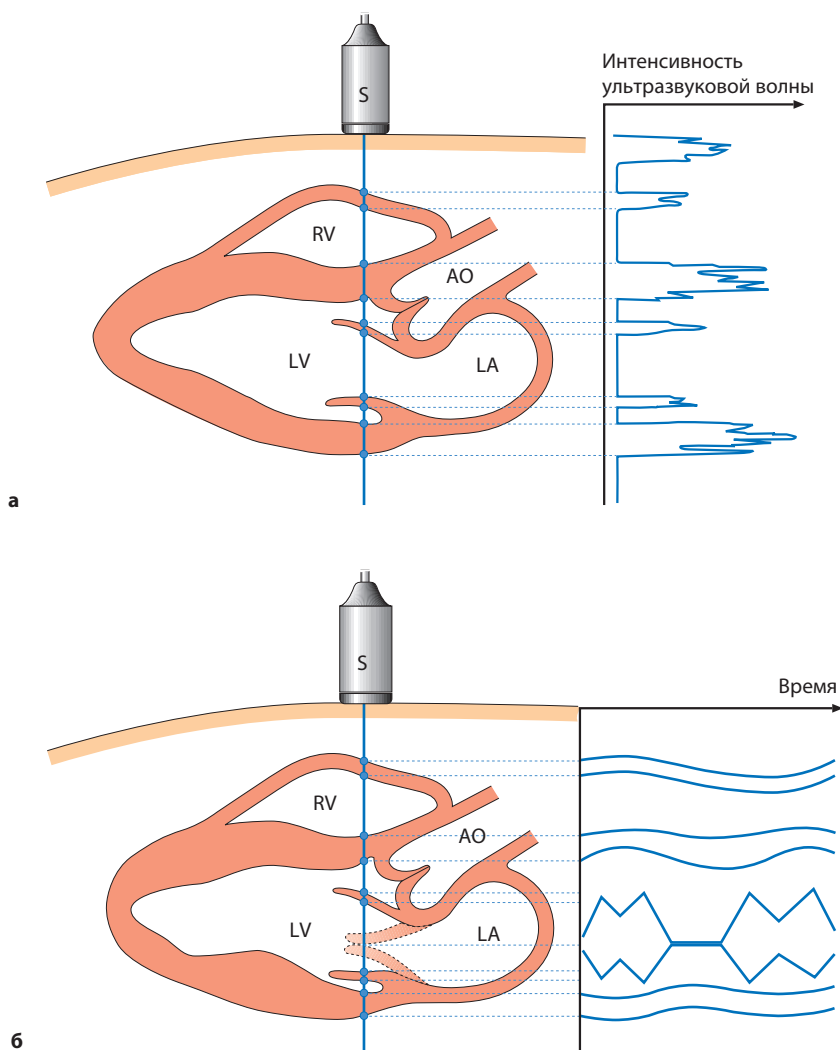 S
Интенсивность
ультразвуковой волны
RV
AO
LV
LA
а
S
Время
RV
AO
LV
LA
б